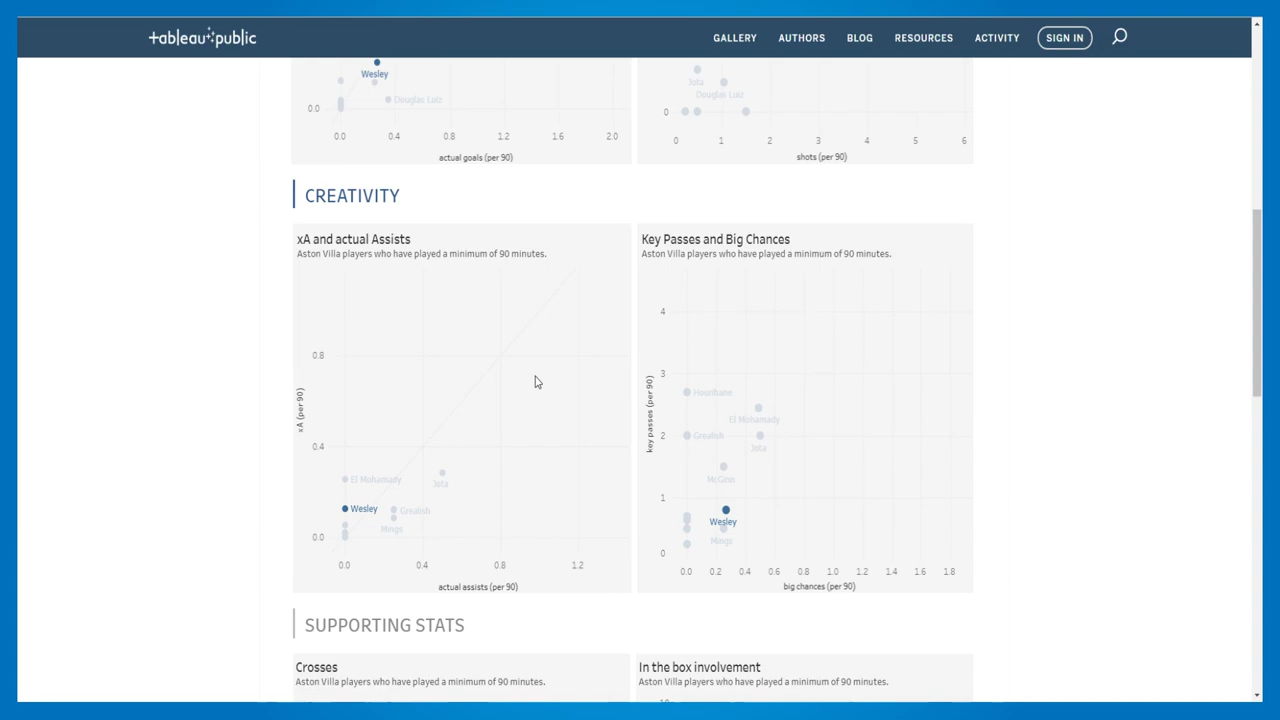 tableau public
GALLERY AUTHORS BLOG RESOURCES ACTIVITY SIGN IN
Wesley
Douglas Luiz
0.0
0.0 0.4 0.8 1.2 1.6 2.0
actual goals (per 90)
Jota
Douglas Luiz
0
0 1 2 3 4 5 6
shots (per 90)
CREATIVITY
xA and actual Assists
Aston Villa players who have played a minimum of 90 minutes.
0.8
0.4
0.0
xA (per 90)
El Mohamady
Jota
Wesley
Grealish
Mings
0.0 0.4 0.8 1.2
actual assists (per 90)
Key Passes and Big Chances
Aston Villa players who have played a minimum of 90 minutes.
4
3
2
1
0
key passes (per 90)
Hourihane
El Mohamady
Grealish
Jota
McGinn
Wesley
Mings
0.0 0.2 0.4 0.6 0.8 1.0 1.2 1.4 1.6 1.8
big chances (per 90)
SUPPORTING STATS
Crosses
Aston Villa players who have played a minimum of 90 minutes.
In the box involvement
Aston Villa players who have played a minimum of 90 minutes.